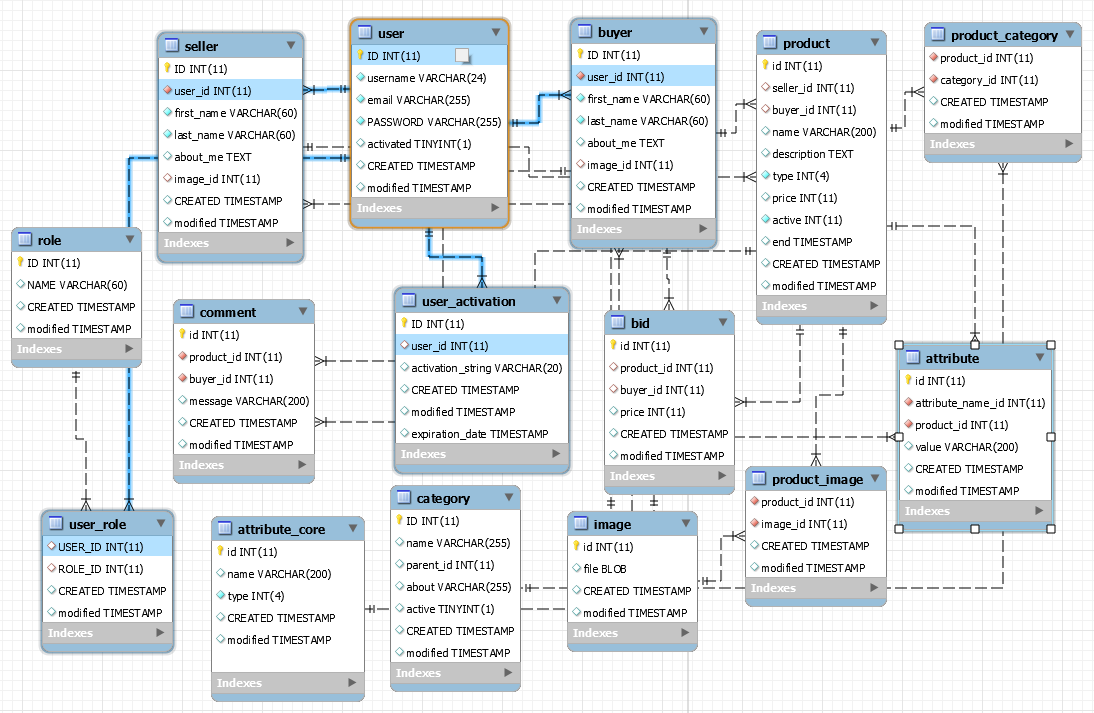 seller
ID INT(11)
user_id INT(11)
first_name VARCHAR(60)
last_name VARCHAR(60)
about_me TEXT
image_id INT(11)
CREATED TIMESTAMP
modified TIMESTAMP
Indexes
user
ID INT(11)
username VARCHAR(24)
email VARCHAR(255)
PASSWORD VARCHAR(255)
activated TINYINT(1)
CREATED TIMESTAMP
modified TIMESTAMP
Indexes
buyer
ID INT(11)
user_id INT(11)
first_name VARCHAR(60)
last_name VARCHAR(60)
about_me TEXT
image_id INT(11)
CREATED TIMESTAMP
modified TIMESTAMP
Indexes
product
id INT(11)
seller_id INT(11)
buyer_id INT(11)
name VARCHAR(200)
description TEXT
type INT(4)
price INT(11)
active INT(11)
end TIMESTAMP
CREATED TIMESTAMP
modified TIMESTAMP
Indexes
product_category
product_id INT(11)
category_id INT(11)
CREATED TIMESTAMP
modified TIMESTAMP
Indexes
role
ID INT(11)
NAME VARCHAR(60)
CREATED TIMESTAMP
modified TIMESTAMP
Indexes
comment
id INT(11)
product_id INT(11)
buyer_id INT(11)
message VARCHAR(200)
CREATED TIMESTAMP
modified TIMESTAMP
Indexes
user_activation
ID INT(11)
user_id INT(11)
activation_string VARCHAR(20)
CREATED TIMESTAMP
modified TIMESTAMP
expiration_date TIMESTAMP
Indexes
bid
id INT(11)
product_id INT(11)
buyer_id INT(11)
price INT(11)
CREATED TIMESTAMP
modified TIMESTAMP
Indexes
attribute
id INT(11)
attribute_name_id INT(11)
product_id INT(11)
value VARCHAR(200)
CREATED TIMESTAMP
modified TIMESTAMP
Indexes
user_role
USER_ID INT(11)
ROLE_ID INT(11)
CREATED TIMESTAMP
modified TIMESTAMP
Indexes
attribute_core
id INT(11)
name VARCHAR(200)
type INT(4)
CREATED TIMESTAMP
modified TIMESTAMP
Indexes
category
ID INT(11)
name VARCHAR(255)
parent_id INT(11)
about VARCHAR(255)
active TINYINT(1)
CREATED TIMESTAMP
modified TIMESTAMP
Indexes
image
id INT(11)
file BLOB
CREATED TIMESTAMP
modified TIMESTAMP
Indexes
product_image
product_id INT(11)
image_id INT(11)
CREATED TIMESTAMP
modified TIMESTAMP
Indexes